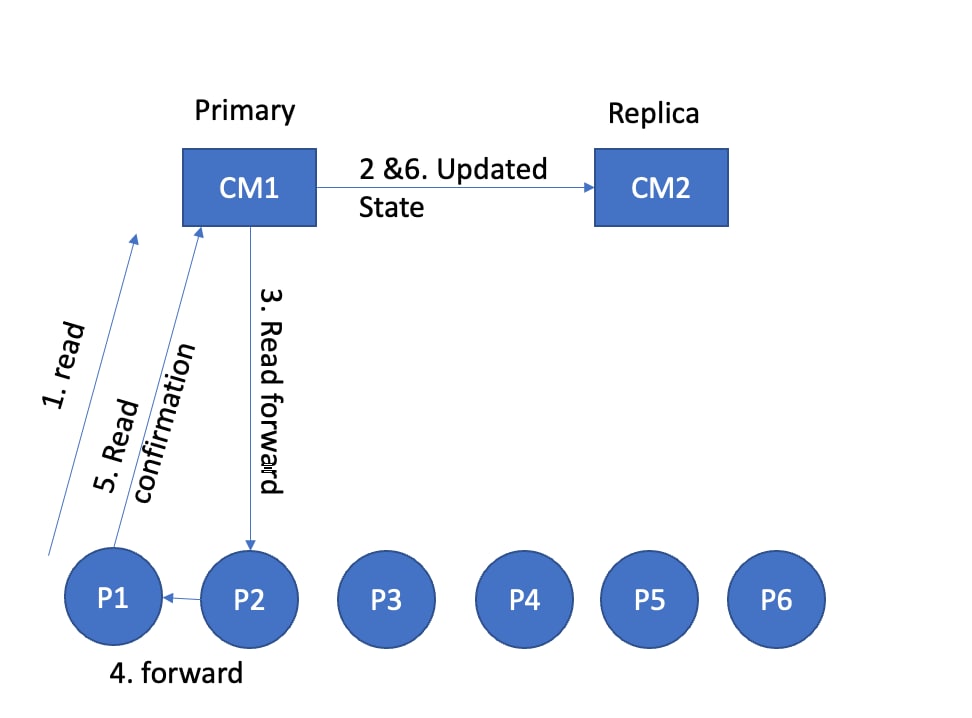 Primary
Replica
CM1
2 &6. Updated
State
CM2
1. read
5. Read
confirmation
3. Read forward
P1
P2
P3
P4
P5
P6
4. forward